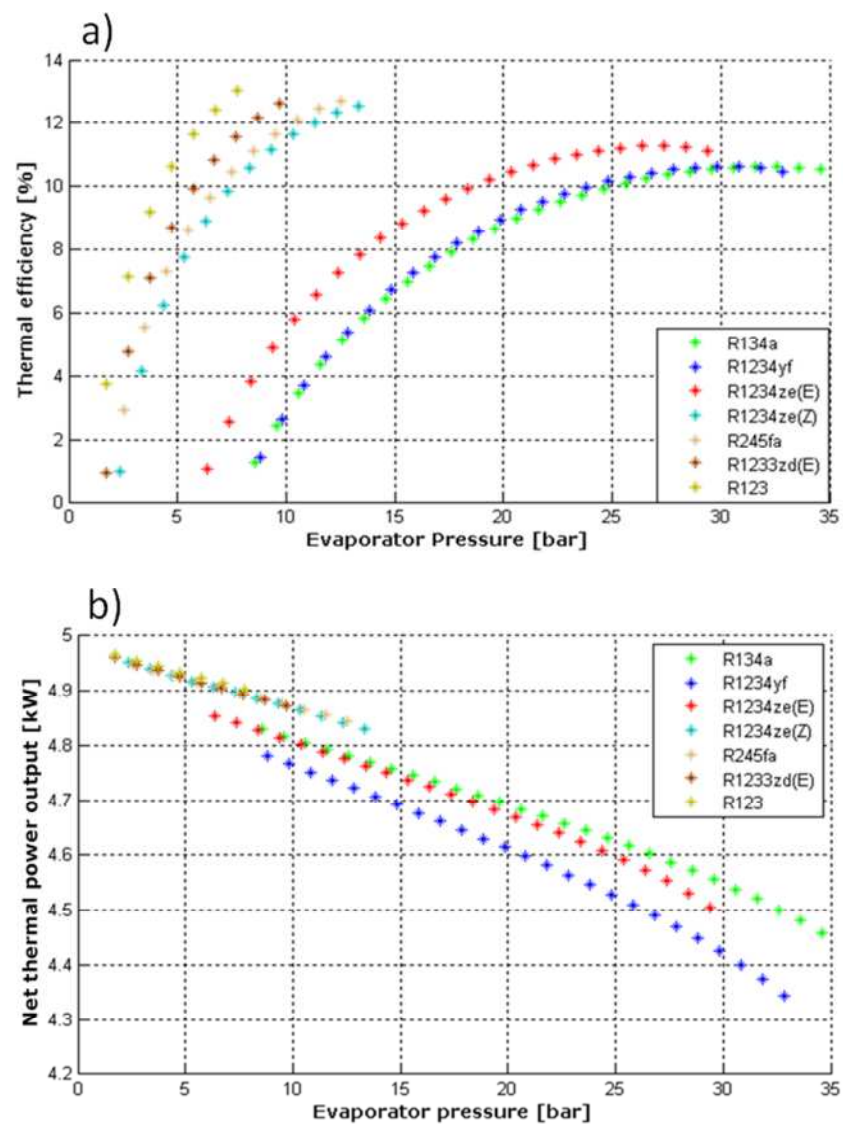 a)
14
12
10
8
6
4
2
0
Thermal efficiency [%]
R134a
R1234yf
R1234ze(E)
R1234ze(Z)
R245fa
R1233zd(E)
R123
0 5 10 15 20 25 30 35
Evaporator Pressure [bar]
b)
5
4.9
4.8
4.7
4.6
4.5
4.4
4.3
4.2
Net thermal power output [kW]
R134a
R1234yf
R1234ze(E)
R1234ze(Z)
R245fa
R1233zd(E)
R123
0 5 10 15 20 25 30 35
Evaporator pressure [bar]